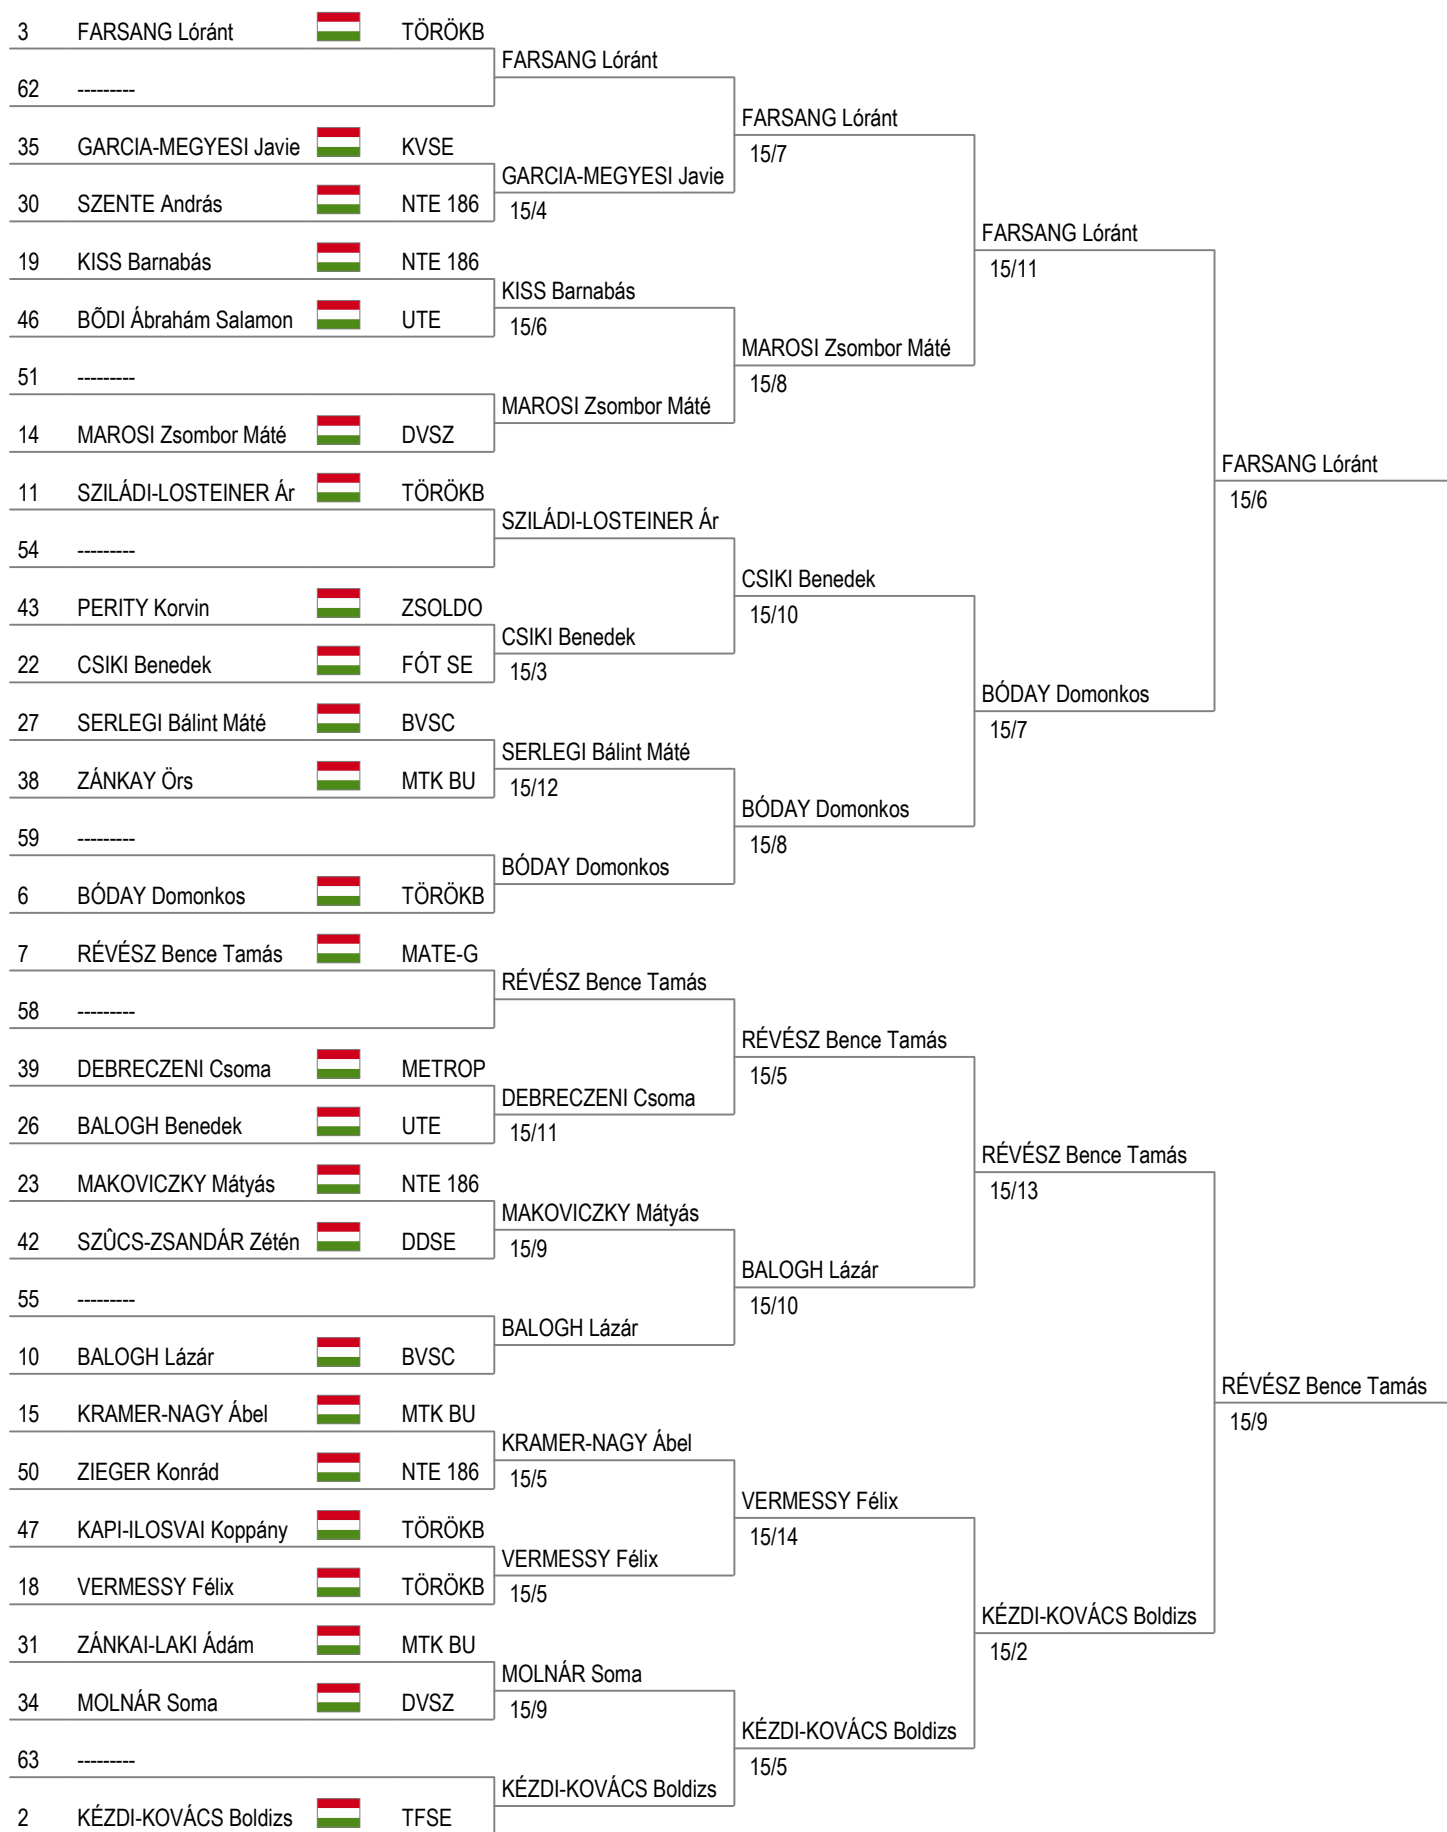 3 FARSANG Lóránt TÖRÖKB
FARSANG Lóránt
62 ---------
FARSANG Lóránt
35 GARCIA-MEGYESI Javie KVSE
15/7
GARCIA-MEGYESI Javie
30 SZENTE András NTE 186
15/4
FARSANG Lóránt
19 KISS Barnabás NTE 186
15/11
KISS Barnabás
46 BÕDI Ábrahám Salamon UTE
15/6
MAROSI Zsombor Máté
51 ---------
15/8
MAROSI Zsombor Máté
14 MAROSI Zsombor Máté DVSZ
FARSANG Lóránt
11 SZILÁDI-LOSTEINER Ár TÖRÖKB
15/6
SZILÁDI-LOSTEINER Ár
54 ---------
CSIKI Benedek
43 PERITY Korvin ZSOLDO
15/10
CSIKI Benedek
22 CSIKI Benedek FÓT SE
15/3
BÓDAY Domonkos
27 SERLEGI Bálint Máté BVSC
15/7
SERLEGI Bálint Máté
38 ZÁNKAY Örs MTK BU
15/12
BÓDAY Domonkos
59 ---------
15/8
BÓDAY Domonkos
6 BÓDAY Domonkos TÖRÖKB
7 RÉVÉSZ Bence Tamás MATE-G
RÉVÉSZ Bence Tamás
58 ---------
RÉVÉSZ Bence Tamás
39 DEBRECZENI Csoma METROP
15/5
DEBRECZENI Csoma
26 BALOGH Benedek UTE
15/11
RÉVÉSZ Bence Tamás
23 MAKOVICZKY Mátyás NTE 186
15/13
MAKOVICZKY Mátyás
42 SZÛCS-ZSANDÁR Zétén DDSE
15/9
BALOGH Lázár
55 ---------
15/10
BALOGH Lázár
10 BALOGH Lázár BVSC
RÉVÉSZ Bence Tamás
15 KRAMER-NAGY Ábel MTK BU
15/9
KRAMER-NAGY Ábel
50 ZIEGER Konrád NTE 186
15/5
VERMESSY Félix
47 KAPI-ILOSVAI Koppány TÖRÖKB
15/14
VERMESSY Félix
18 VERMESSY Félix TÖRÖKB
15/5
KÉZDI-KOVÁCS Boldizs
31 ZÁNKAI-LAKI Ádám MTK BU
15/2
MOLNÁR Soma
34 MOLNÁR Soma DVSZ
15/9
KÉZDI-KOVÁCS Boldizs
63 ---------
15/5
KÉZDI-KOVÁCS Boldizs
2 KÉZDI-KOVÁCS Boldizs TFSE